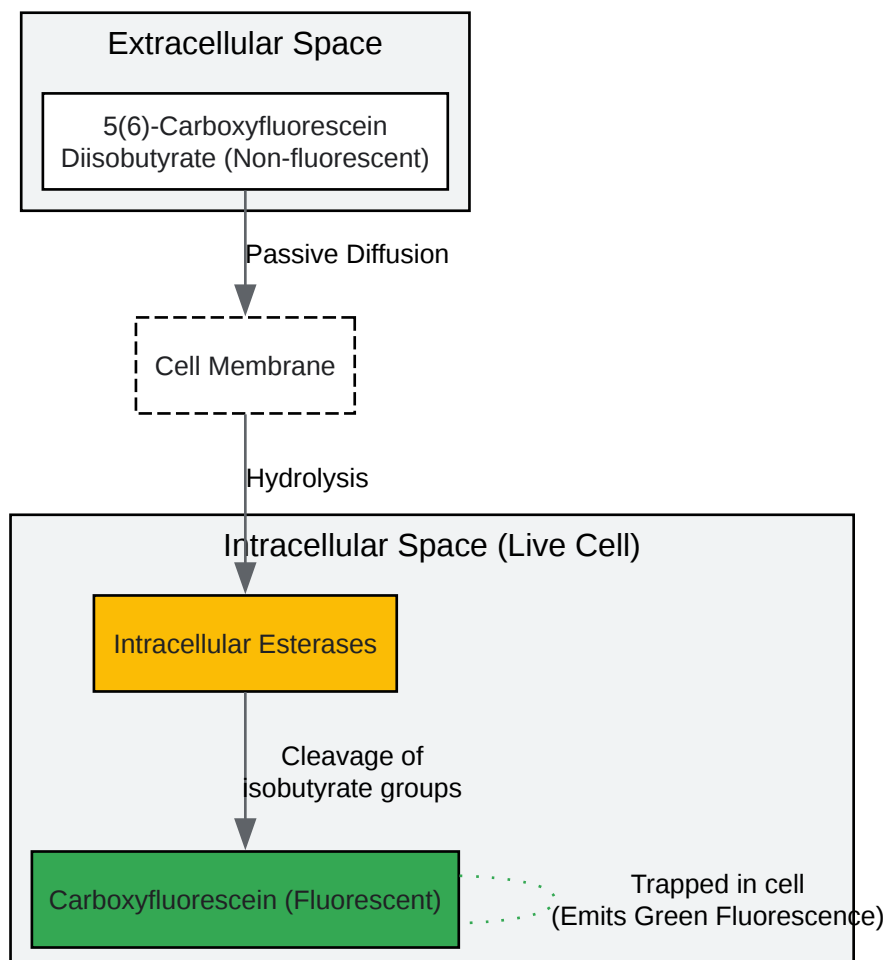 Extracellular Space
5(6)-Carboxyfluorescein
Diisobutyrate (Non-fluorescent)
Passive Diffusion
Cell Membrane
Hydrolysis
Intracellular Space (Live Cell)
Intracellular Esterases
Cleavage of
isobutyrate groups
Carboxyfluorescein (Fluorescent)
Trapped in cell
(Emits Green Fluorescence)